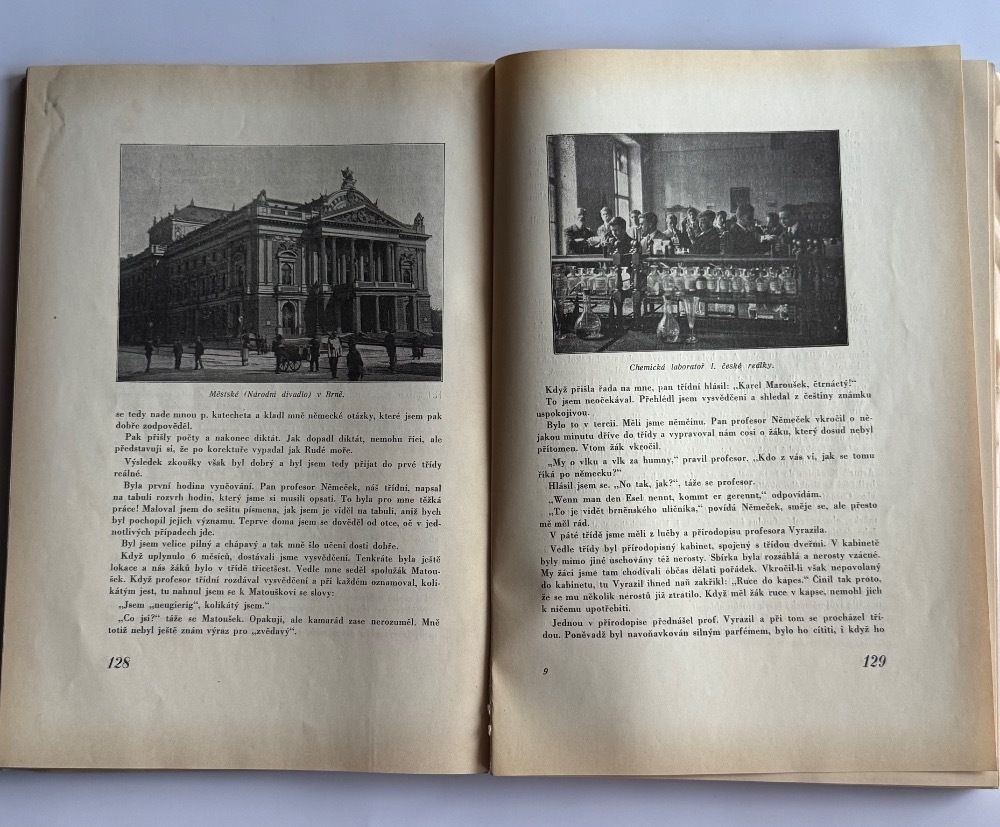 Městské (Národní divadlo) v Brně.
se tedy nade mnou p. katecheta a kladl mně německé otázky, které jsem pak
dobře zodpověděl.
Pak přišly počty a nakonec diktát. Jak dopadl diktát, nemohu říci, ale
představuji si, že po korektuře vypadal jak Rudé moře.
Výsledek zkoušky však byl dobrý a byl jsem tedy přijat do prvé třídy
reálné.
Byla první hodina vyučování. Pan profesor Němeček, náš třídní, napsal
na tabuli rozvrh hodin, který jsme si musili opsati. To byla pro mne těžká
práce! Maloval jsem do sešitu písmena, jak jsem je viděl na tabuli, aniž bych
byl pochopil jejich významu. Teprve doma jsem se dověděl od otce, oč v jed-
notlivých případech jde.
Byl jsem velice pilný a chápavý a tak mně šlo učení dosti dobře.
Když uplynulo 6 měsíců, dostávali jsme vysvědčení. Tenkráte byla ještě
lokace a nás žáků bylo v třídě třicetšest. Vedle mne seděl spolužák Matou-
šek. Když profesor třídní rozdával vysvědčení a při každém oznamoval, koli-
kátým jest, tu nahnul jsem se k Matouškovi se slovy:
„Jsem „neugierig“, kolikátý jsem.“
„Co jsi?“ táže se Matoušek. Opakuji, ale kamarád zase nerozuměl. Mně
totiž nebyl ještě znám výraz pro „zvědavý“.
128
Chemická laboratoř I. české reálky.
Když přišla řada na mne, pan třídní hlásil: „Karel Maroušek, čtrnáctý!“
To jsem neočekával. Přehlédl jsem vysvědčení a shledal z češtiny známku
uspokojivou.
Bylo to v tercii. Měli jsme němčinu. Pan profesor Němeček vkročil o ně-
jakou minutu dříve do třídy a vypravoval nám cosi o žáku, který dosud nebyl
přítomen. Vtom žák vkročil.
„My o vlku a vlk za humny,“ pravil profesor. „Kdo z vás ví, jak se tomu
říká po německu?“
Hlásil jsem se. „No tak, jak?“, táže se profesor.
„Wenn man den Esel nennt, kommt er gerennt,“ odpovídám.
„To je vidět brněnského uličníka,“ povídá Němeček, směje se, ale přesto
mě měl rád.
V páté třídě jsme měli z lučby a přírodopisu profesora Vyrazila.
Vedle třídy byl přírodopisný kabinet, spojený s třídou dveřmi. V kabinetě
byly mimo jiné uschovány též nerosty. Sbírka byla rozsáhlá a nerosty vzácné.
My žáci jsme tam chodívali občas dělati pořádek. Vkročil-li však nepovolaný
do kabinetu, tu Vyrazil ihned naň zakřikl: „Ruce do kapes.“ Činil tak proto,
že se mu několik nerostů již ztratilo. Když měl žák ruce v kapse, nemohl jich
k ničemu upotřebiti.
Jednou v přírodopise přednášel prof. Vyrazil a při tom se procházel tří-
dou. Poněvadž byl navoňavkován silným parfémem, bylo ho cítiti, i když ho
9
129